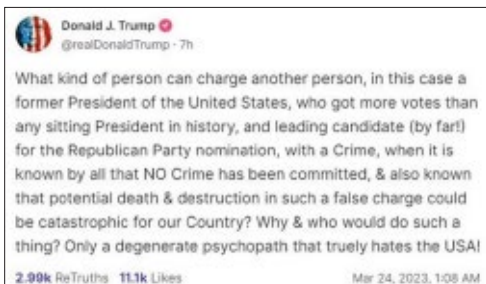 Donald J. Trump
@realDonaldTrump · 7h
What kind of person can charge another person, in this case a
former President of the United States, who got more votes than
any sitting President in history, and leading candidate (by far!)
for the Republican Party nomination, with a Crime, when it is
known by all that NO Crime has been committed, & also known
that potential death & destruction in such a false charge could
be catastrophic for our Country? Why & who would do such a
thing? Only a degenerate psychopath that truely hates the USA!
2.99k ReTruths 11.1k Likes Mar 24, 2023, 1:08 AM